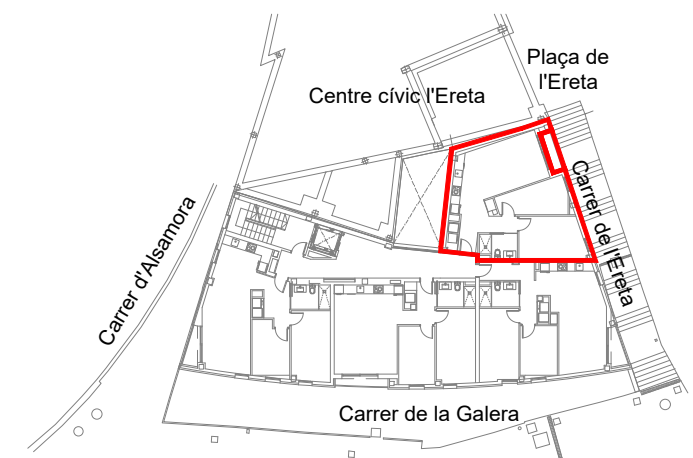 Plaça de
l'Ereta
Centre cívic l'Ereta
Carrer de l'Ereta
Carrer d'Alsamora
Carrer de la Galera